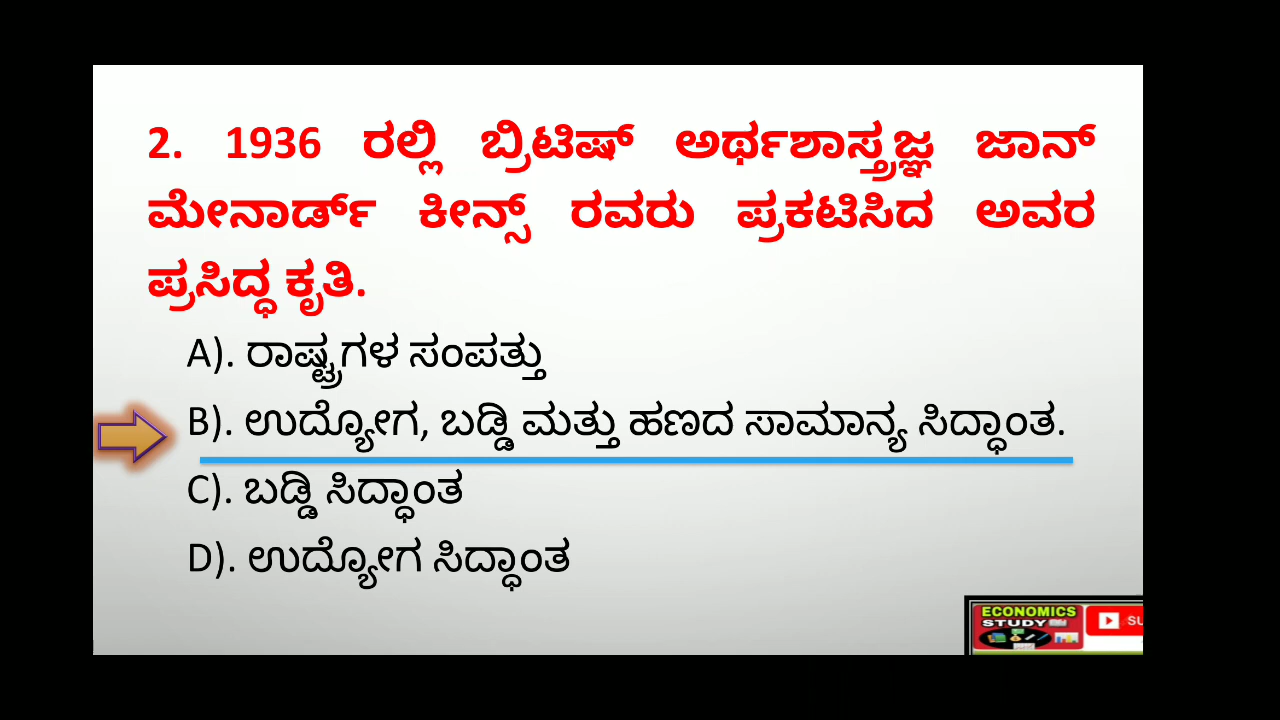 2. 1936 ರಲ್ಲಿ ಬ್ರಿಟಿಷ್ ಅರ್ಥಶಾಸ್ತ್ರಜ್ಞ ಜಾನ್
ಮೇನಾರ್ಡ್ ಕೀನ್ಸ್ ರವರು ಪ್ರಕಟಿಸಿದ ಅವರ
ಪ್ರಸಿದ್ಧ ಕೃತಿ.
A). ರಾಷ್ಟ್ರಗಳ ಸಂಪತ್ತು
B). ಉದ್ಯೋಗ, ಬಡ್ಡಿ ಮತ್ತು ಹಣದ ಸಾಮಾನ್ಯ ಸಿದ್ಧಾಂತ.
C). ಬಡ್ಡಿ ಸಿದ್ಧಾಂತ
D). ಉದ್ಯೋಗ ಸಿದ್ಧಾಂತ
ECONOMICS
STUDY
SU